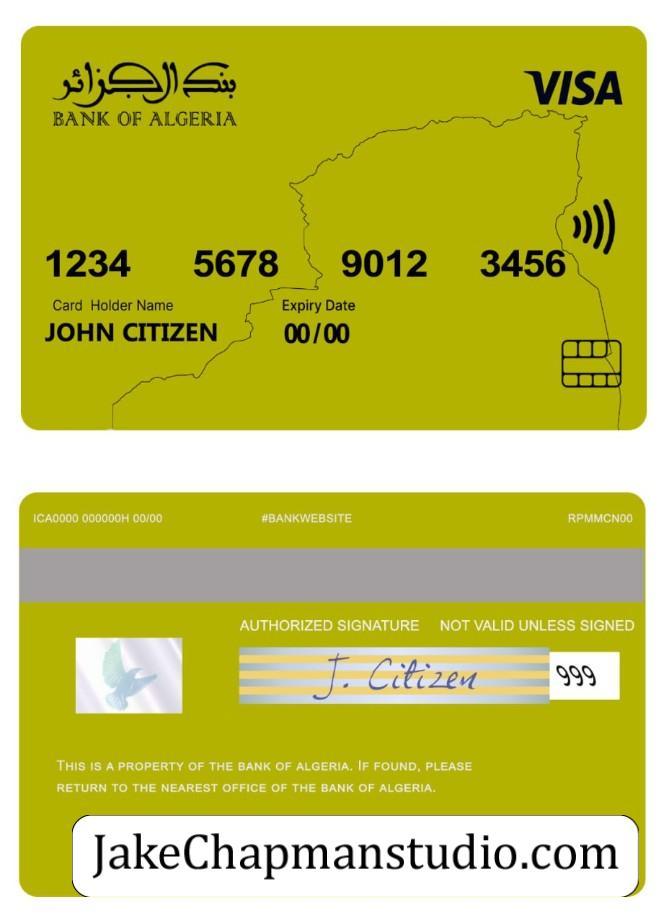 بنك الجزائر
BANK OF ALGERIA
VISA
1234 5678 9012 3456
Card Holder Name Expiry Date
JOHN CITIZEN 00/00
ICA0000 000000H 00/00 #BANKWEBSITE RPMMCN00
AUTHORIZED SIGNATURE NOT VALID UNLESS SIGNED
J. Citizen 999
THIS IS A PROPERTY OF THE BANK OF ALGERIA. IF FOUND, PLEASE
RETURN TO THE NEAREST OFFICE OF THE BANK OF ALGERIA.
JakeChapmanstudio.com